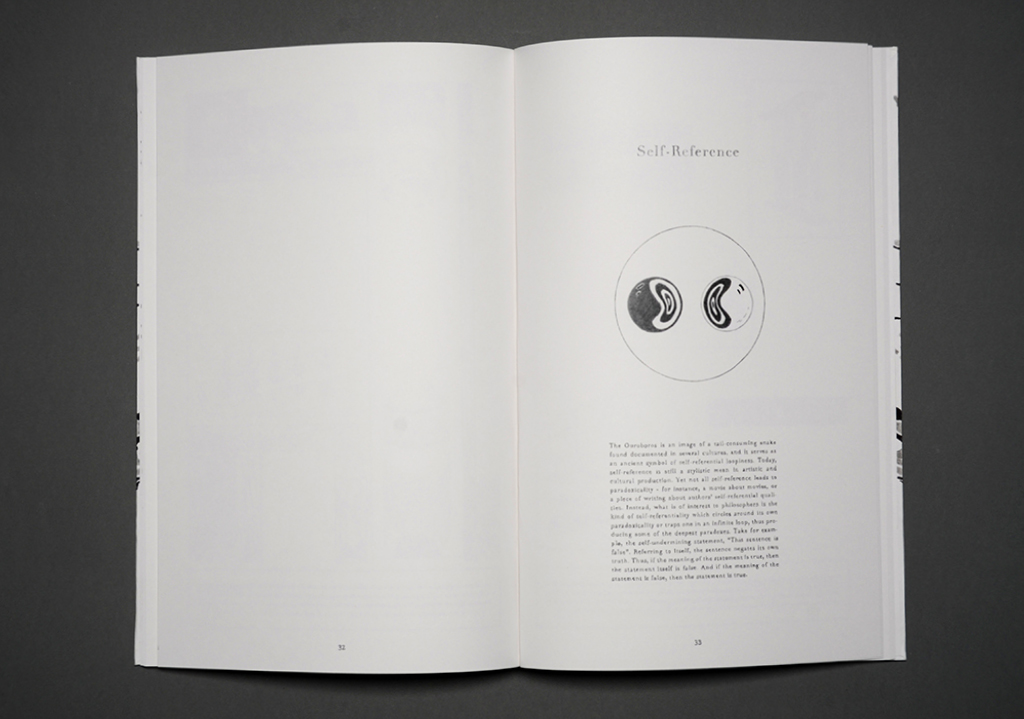 Self-Reference
The Ouroboros is an image of a tail-consuming snake
found documented in several cultures, and it serves as
an ancient symbol of self-referential loopiness. Today,
self-reference is still a stylistic mean in artistic and
cultural production. Yet not all self-reference leads to
paradoxicality - for instance, a movie about movies, or
a piece of writing about authors' self-referential quali-
ties. Instead, what is of interest to philosophers is the
kind of self-referentiality which circles around its own
paradoxicality or traps one in an infinite loop, thus pro-
ducing some of the deepest paradoxes. Take for exam-
ple, the self-undermining statement, "This sentence is
false". Referring to itself, the sentence negates its own
truth. Thus, if the meaning of the statement is true, then
the statement itself is false. And if the meaning of the
statement is false, then the statement is true.
32
33